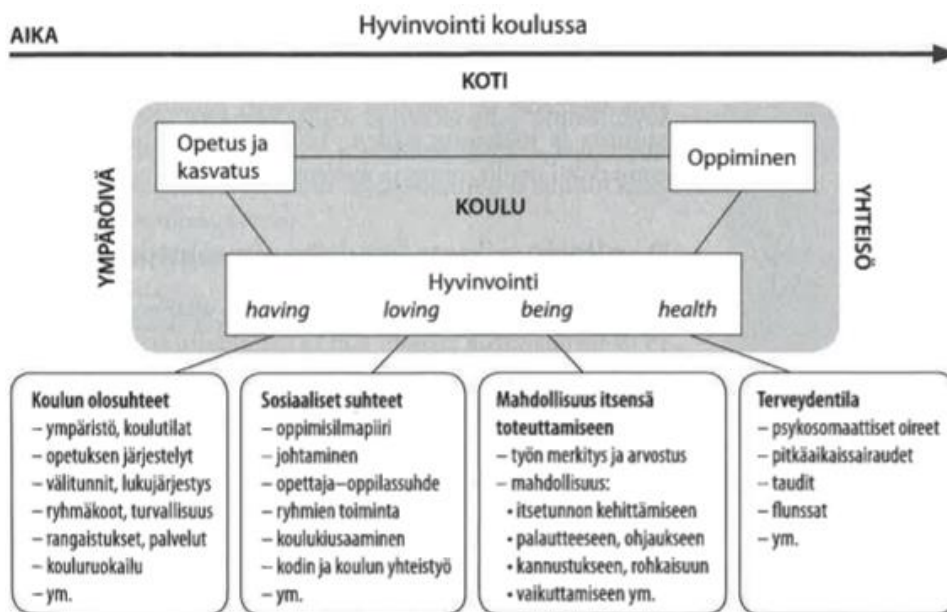 Hyvinvointi koulussa
AIKA
KOTI
YMPÄRÖIVÄ
YHTEISÖ
Opetus ja
kasvatus
Oppiminen
KOULU
Hyvinvointi
having loving being health
Koulun olosuhteet
– ympäristö, koulutilat
– opetuksen järjestelyt
– välitunnit, lukujärjestys
– ryhmäkoot, turvallisuus
– rangaistukset, palvelut
– kouluruokailu
– ym.
Sosiaaliset suhteet
– oppimisilmapiiri
– johtaminen
– opettaja–oppilassuhde
– ryhmien toiminta
– koulukiusaaminen
– kodin ja koulun yhteistyö
– ym.
Mahdollisuus itsensä
toteuttamiseen
– työn merkitys ja arvostus
– mahdollisuus:
• itsetunnon kehittämiseen
• palautteeseen, ohjaukseen
• kannustukseen, rohkaisuun
• vaikuttamiseen ym.
Terveydentila
– psykosomaattiset oireet
– pitkäaikaissairaudet
– taudit
– flunssat
– ym.